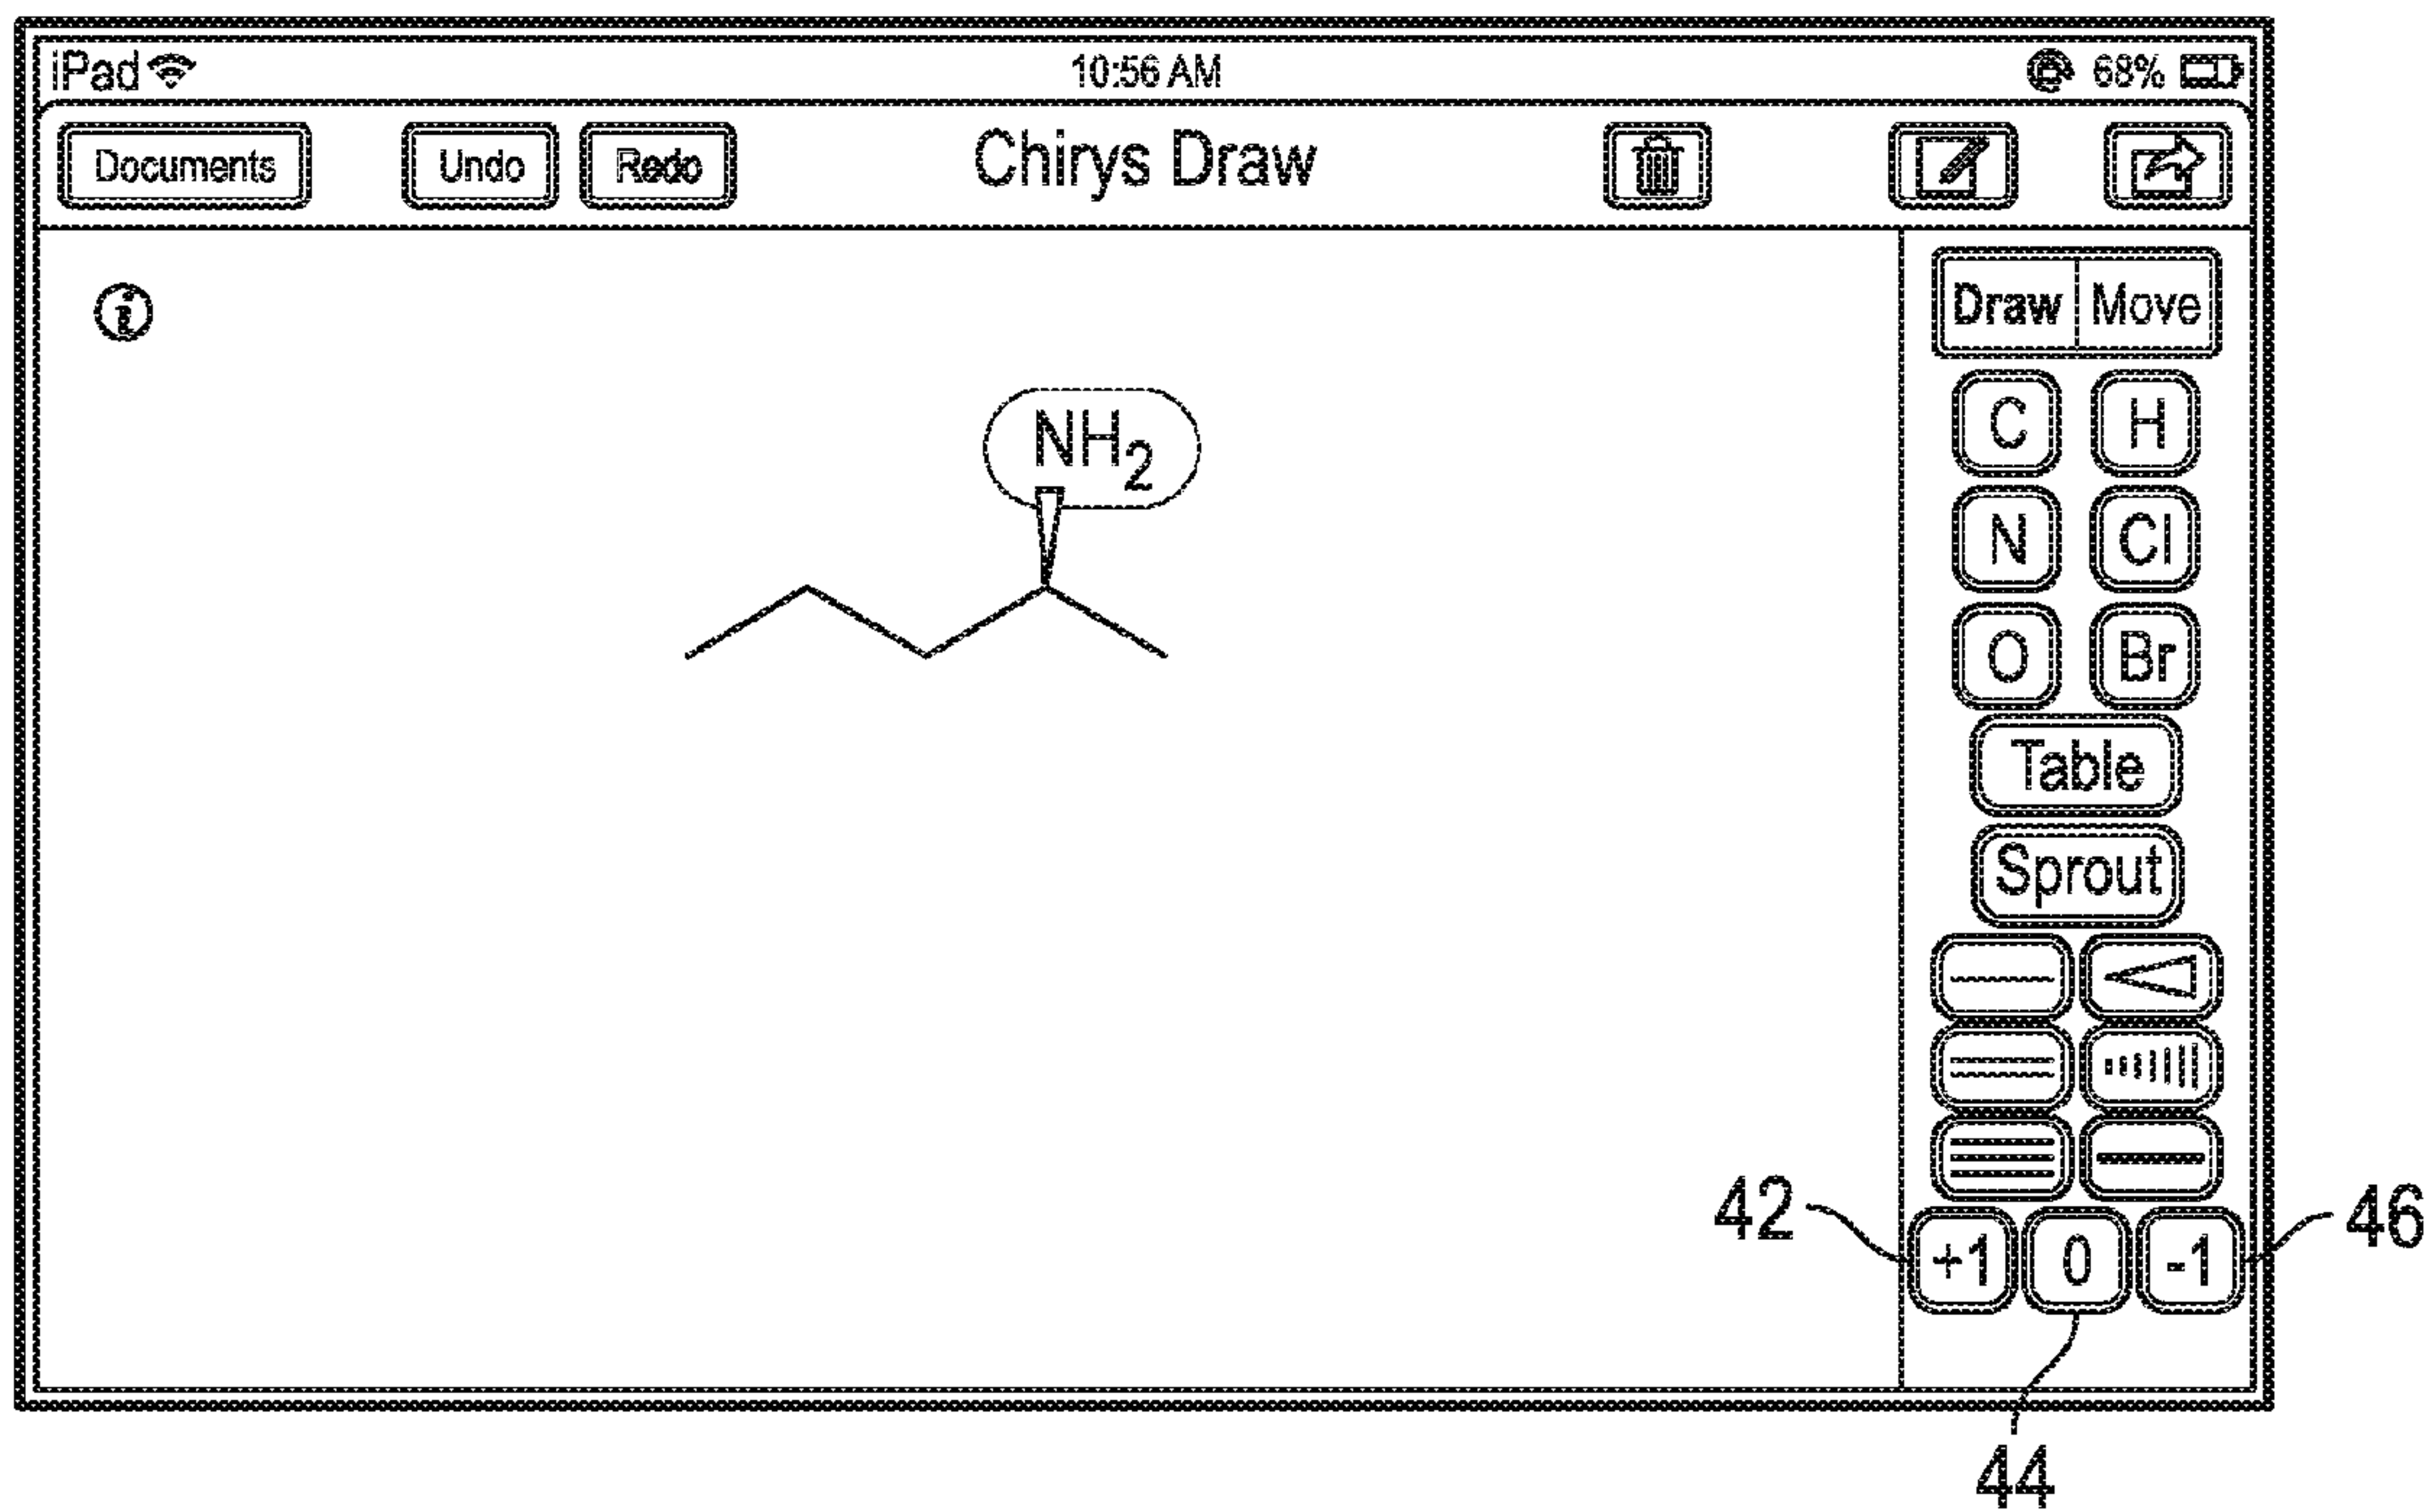 iPad 10:56 AM 68%
Documents Undo Redo Chirys Draw
i
Draw Move
NH2
C H
N Cl
O Br
Table
Sprout
42 +1 0 -1 46
44